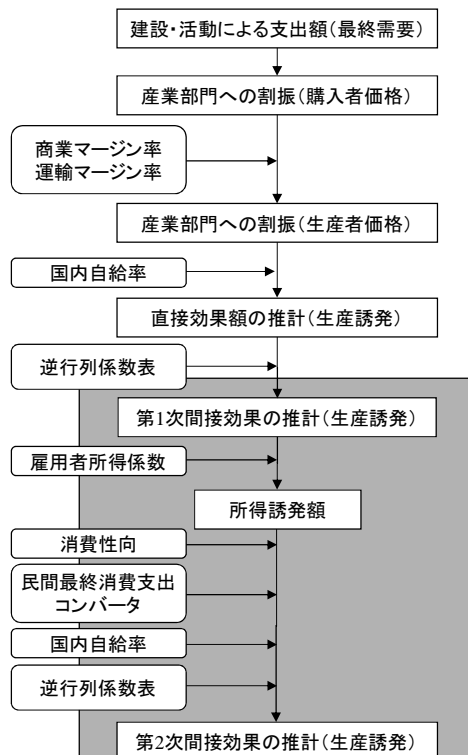 建設・活動による支出額（最終需要）
産業部門への割振（購入者価格）
商業マージン率
運輸マージン率
産業部門への割振（生産者価格）
国内自給率
直接効果額の推計（生産誘発）
逆行列係数表
第1次間接効果の推計（生産誘発）
雇用者所得係数
所得誘発額
消費性向
民間最終消費支出
コンバータ
国内自給率
逆行列係数表
第2次間接効果の推計（生産誘発）